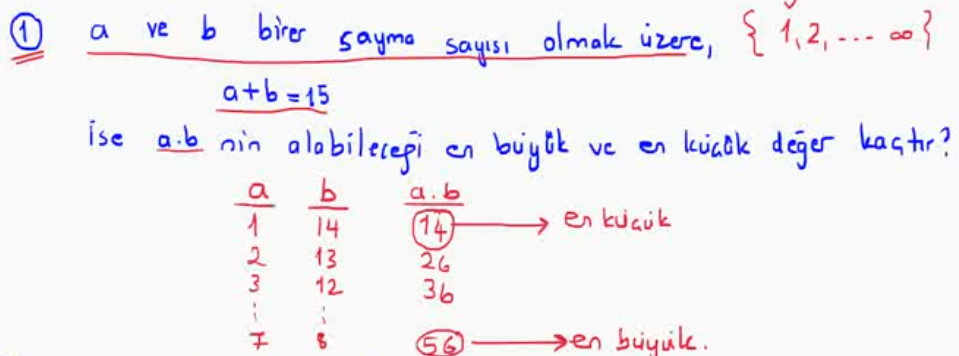 ① a ve b birer sayma sayısı olmak üzere, {1, 2, ... ∞}
a+b=15
ise a.b nin alabileceği en büyük ve en küçük değer kaçtır?
a b a.b
1 14 14 → en küçük
2 13 26
3 12 36
⋮ ⋮
7 8 56 → en büyük.